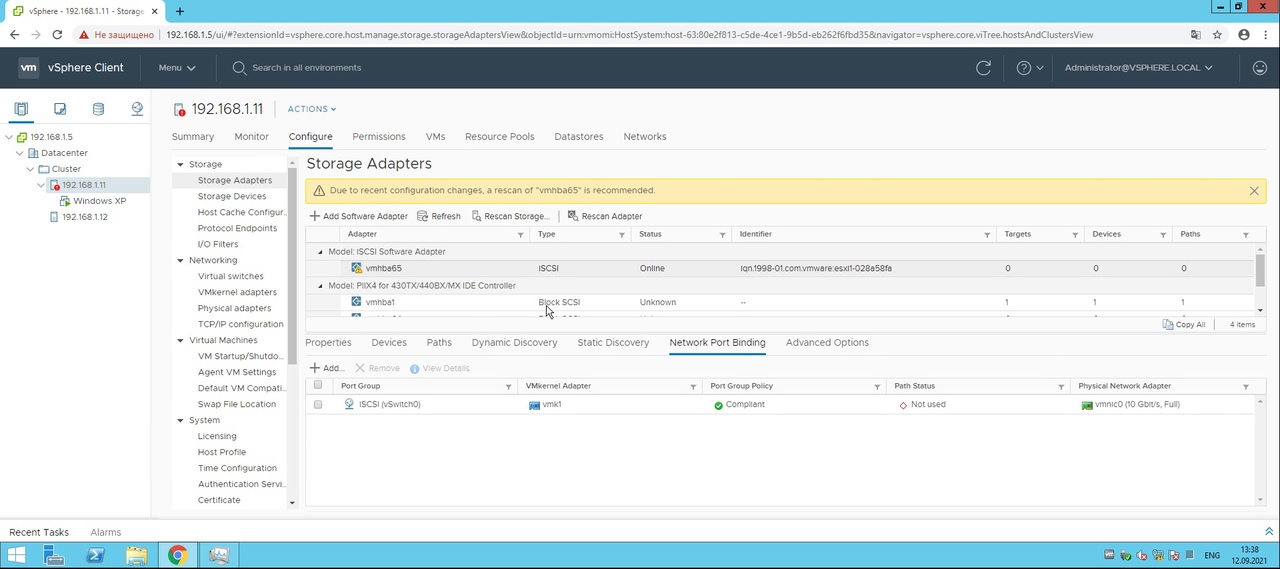 vSphere - 192.168.1.11 - Storage
Не защищено
192.168.1.5/ui/#?extensionId=vsphere.core.host.manage.storage.storageAdaptersView&objectId=urn:vmomi:HostSystem:host-63:80e2f813-c5de-4ce1-9b5d-eb262f6fbd35&navigator=vsphere.core.viTree.hostsAndClustersView
vm vSphere Client Menu Search in all environments Administrator@VSPHERE.LOCAL
192.168.1.11 ACTIONS
Summary Monitor Configure Permissions VMs Resource Pools Datastores Networks
192.168.1.5
Datacenter
Cluster
192.168.1.11
Windows XP
192.168.1.12
Storage
Storage Adapters
Storage Devices
Host Cache Configur..
Protocol Endpoints
I/O Filters
Networking
Virtual switches
VMkernel adapters
Physical adapters
TCP/IP configuration
Virtual Machines
VM Startup/Shutdo..
Agent VM Settings
Default VM Compati..
Swap File Location
System
Licensing
Host Profile
Time Configuration
Authentication Servi..
Certificate
Storage Adapters
Due to recent configuration changes, a rescan of "vmhba65" is recommended.
Add Software Adapter Refresh Rescan Storage... Rescan Adapter
Adapter Type Status Identifier Targets Devices Paths
Model: iSCSI Software Adapter
vmhba65 iSCSI Online iqn.1998-01.com.vmware:esxi1-028a58fa 0 0 0
Model: PIIX4 for 430TX/440BX/MX IDE Controller
vmhba1 Block SCSI Unknown -- 1 1 1
Copy All 4 items
Properties Devices Paths Dynamic Discovery Static Discovery Network Port Binding Advanced Options
Add... Remove View Details
Port Group VMkernel Adapter Port Group Policy Path Status Physical Network Adapter
iSCSI (vSwitch0) vmk1 Compliant Not used vmnic0 (10 Gbit/s, Full)
Recent Tasks Alarms
ENG
13:38
12.09.2021